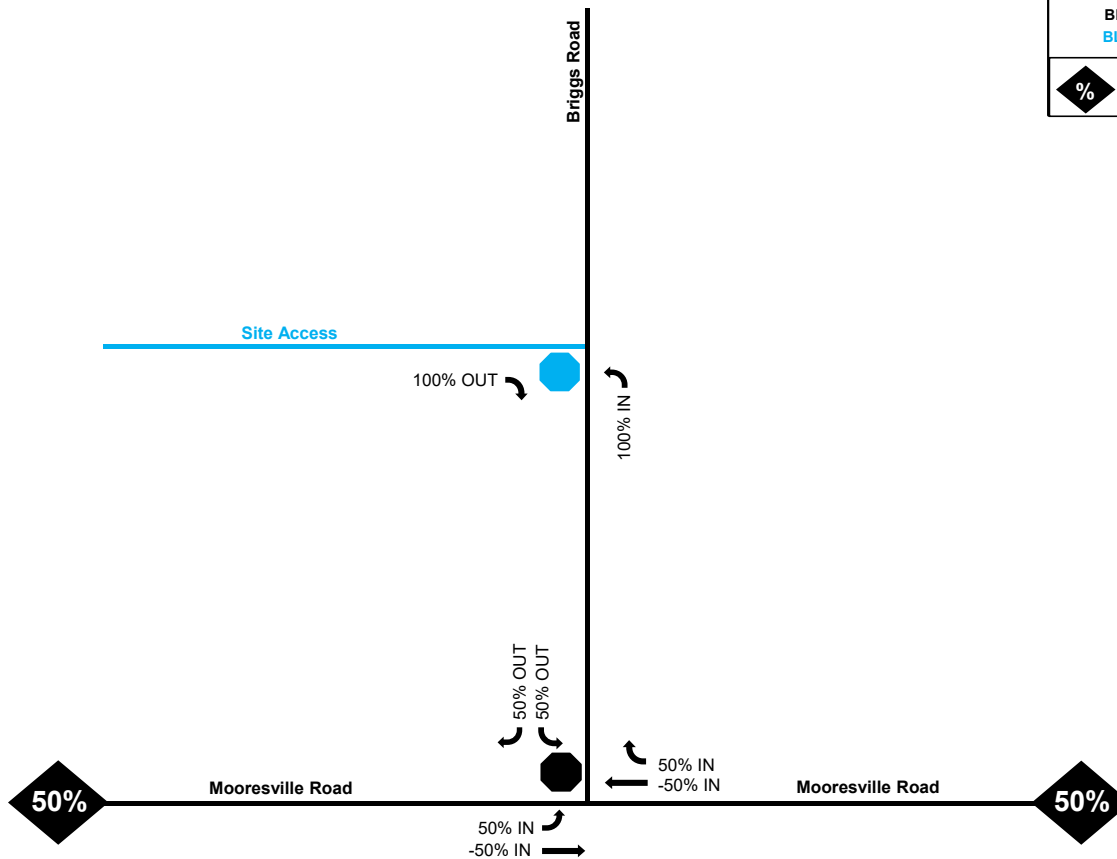 Briggs Road
%
Site Access
100% OUT
100% IN
50% OUT
50% OUT
50% IN
-50% IN
Mooresville Road
Mooresville Road
50%
50%
50% IN
-50% IN